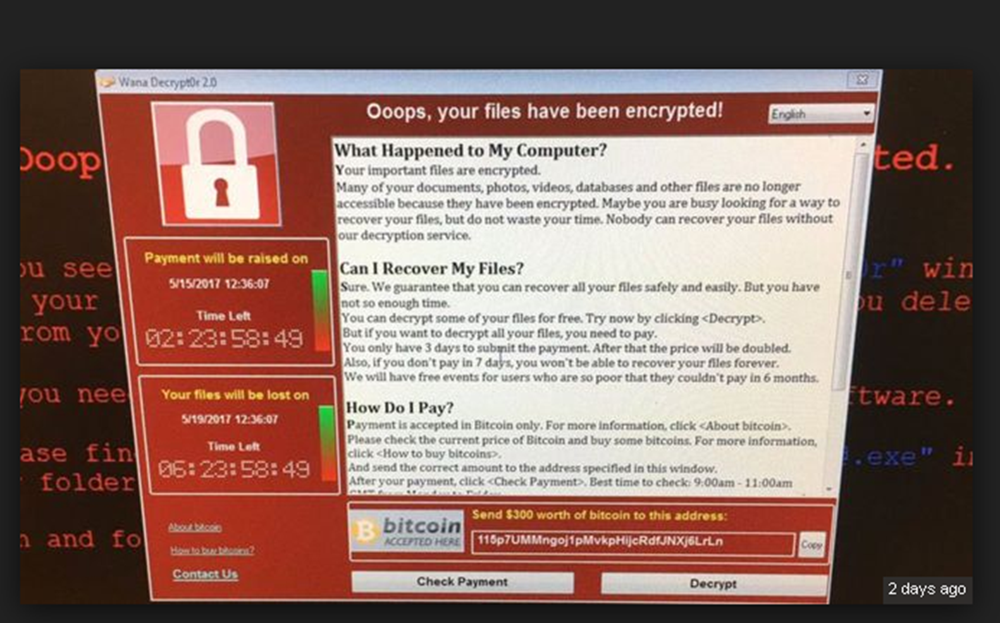 Wana Decrypt0r 2.0
Ooops, your files have been encrypted!
English
What Happened to My Computer?
Your important files are encrypted.
Many of your documents, photos, videos, databases and other files are no longer
accessible because they have been encrypted. Maybe you are busy looking for a way to
recover your files, but do not waste your time. Nobody can recover your files without
our decryption service.
Can I Recover My Files?
Sure. We guarantee that you can recover all your files safely and easily. But you have
not so enough time.
You can decrypt some of your files for free. Try now by clicking <Decrypt>.
But if you want to decrypt all your files, you need to pay.
You only have 3 days to submit the payment. After that the price will be doubled.
Also, if you don't pay in 7 days, you won't be able to recover your files forever.
We will have free events for users who are so poor that they couldn't pay in 6 months.
How Do I Pay?
Payment is accepted in Bitcoin only. For more information, click <About bitcoin>.
Please check the current price of Bitcoin and buy some bitcoins. For more information,
click <How to buy bitcoins>.
And send the correct amount to the address specified in this window.
After your payment, click <Check Payment>. Best time to check: 9:00am - 11:00am
Payment will be raised on
5/15/2017 12:36:07
Time Left
02:23:58:49
Your files will be lost on
5/19/2017 12:36:07
Time Left
06:23:58:49
About bitcoin
How to buy bitcoins?
Contact Us
bitcoin
ACCEPTED HERE
Send $300 worth of bitcoin to this address:
115p7UMMngoj1pMvkpHijcRdfJNXj6LrLn
Copy
Check Payment
Decrypt
Ooop
ted.
ou see
0r" win
your
ou dele
rom yo
you nee
ftware.
ase fin
.exe" in
folder
n and fo
2 days ago